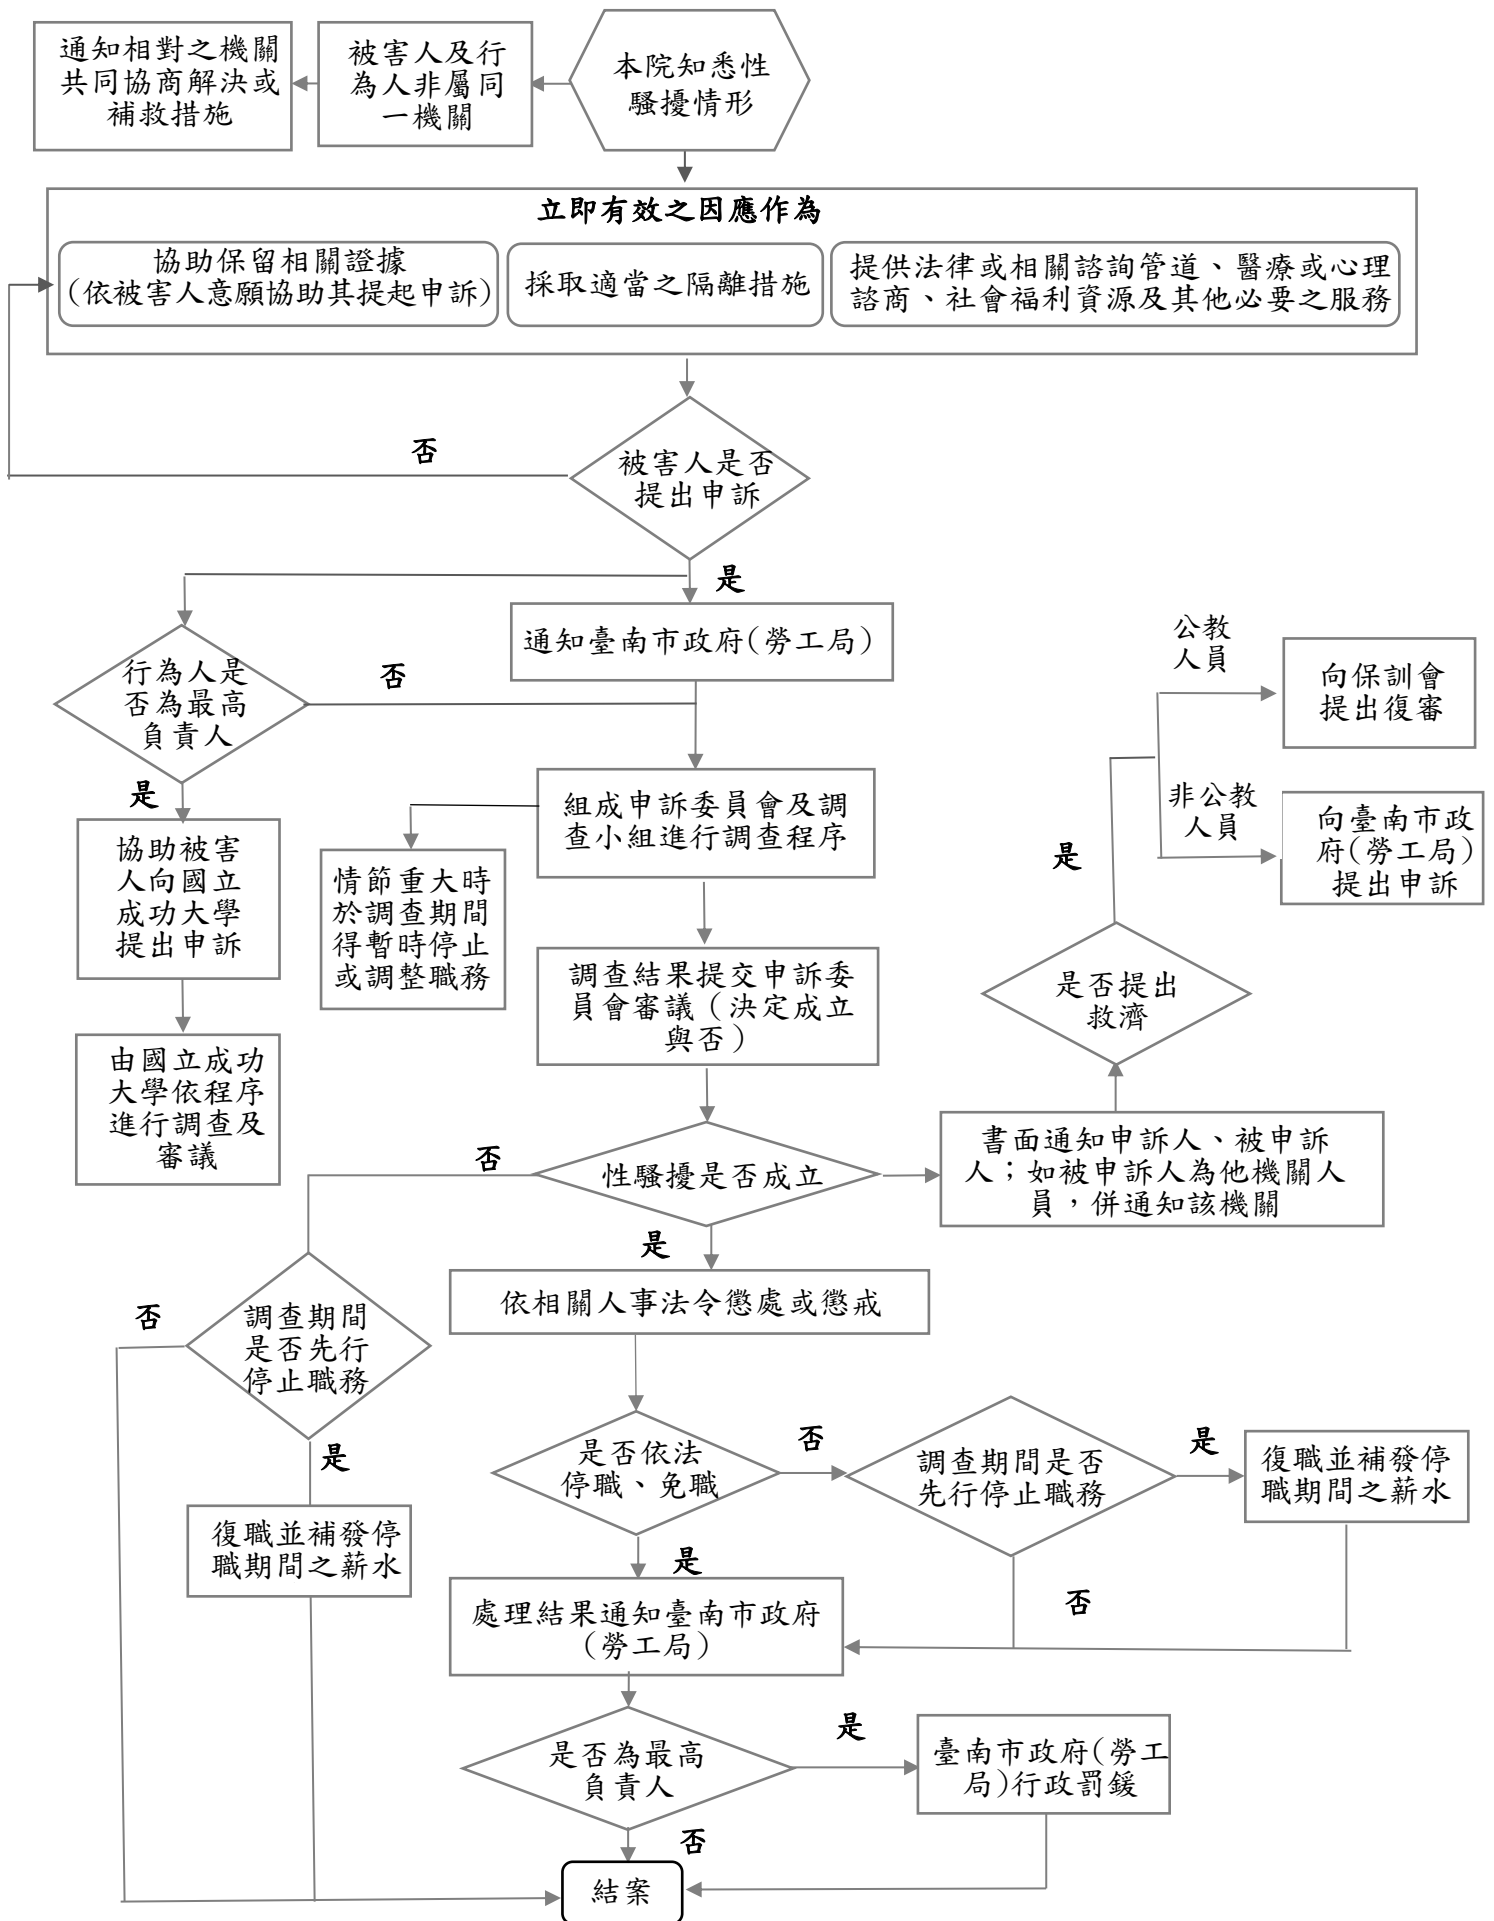 通知相對之機關
共同協商解決或
補救措施
被害人及行
為人非屬同
一機關
本院知悉性
騷擾情形
立即有效之因應作為
協助保留相關證據
(依被害人意願協助其提起申訴)
採取適當之隔離措施
提供法律或相關諮詢管道、醫療或心理
諮商、社會福利資源及其他必要之服務
否
被害人是否
提出申訴
是
通知臺南市政府(勞工局)
行為人是
否為最高
負責人
否
是
公教
人員
向保訓會
提出復審
非公教
人員
向臺南市政
府(勞工局)
提出申訴
是
組成申訴委員會及調
查小組進行調查程序
協助被害
人向國立
成功大學
提出申訴
情節重大時
於調查期間
得暫時停止
或調整職務
調查結果提交申訴委
員會審議（決定成立
與否）
是否提出
救濟
由國立成功
大學依程序
進行調查及
審議
否
性騷擾是否成立
書面通知申訴人、被申訴
人；如被申訴人為他機關人
員，併通知該機關
是
依相關人事法令懲處或懲戒
否
調查期間
是否先行
停止職務
是
是否依法
停職、免職
否
調查期間是否
先行停止職務
是
復職並補發停
職期間之薪水
復職並補發停
職期間之薪水
是
否
處理結果通知臺南市政府
（勞工局）
是否為最高
負責人
是
臺南市政府(勞工
局)行政罰鍰
否
結案